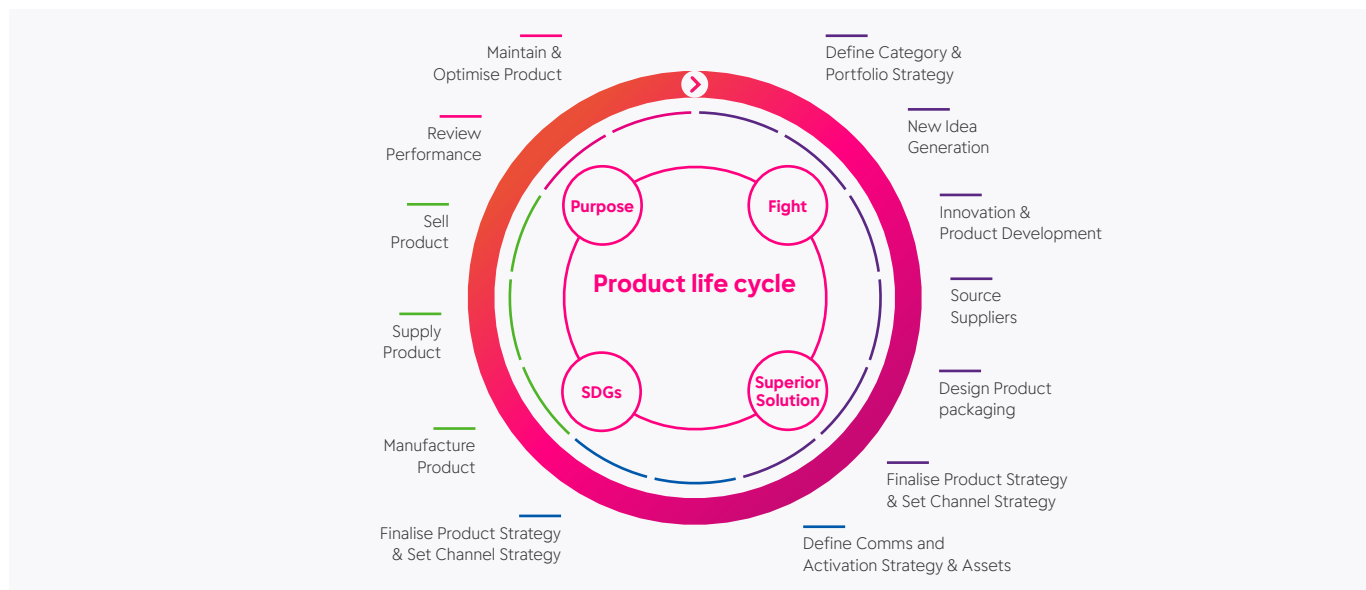 Maintain &
Optimise Product
Define Category &
Portfolio Strategy
New Idea
Generation
Review
Performance
Innovation &
Product Development
Sell
Product
Source
Suppliers
Supply
Product
Design Product
packaging
Manufacture
Product
Finalise Product Strategy
& Set Channel Strategy
Finalise Product Strategy
& Set Channel Strategy
Define Comms and
Activation Strategy & Assets
Purpose
Fight
Product life cycle
SDGs
Superior
Solution